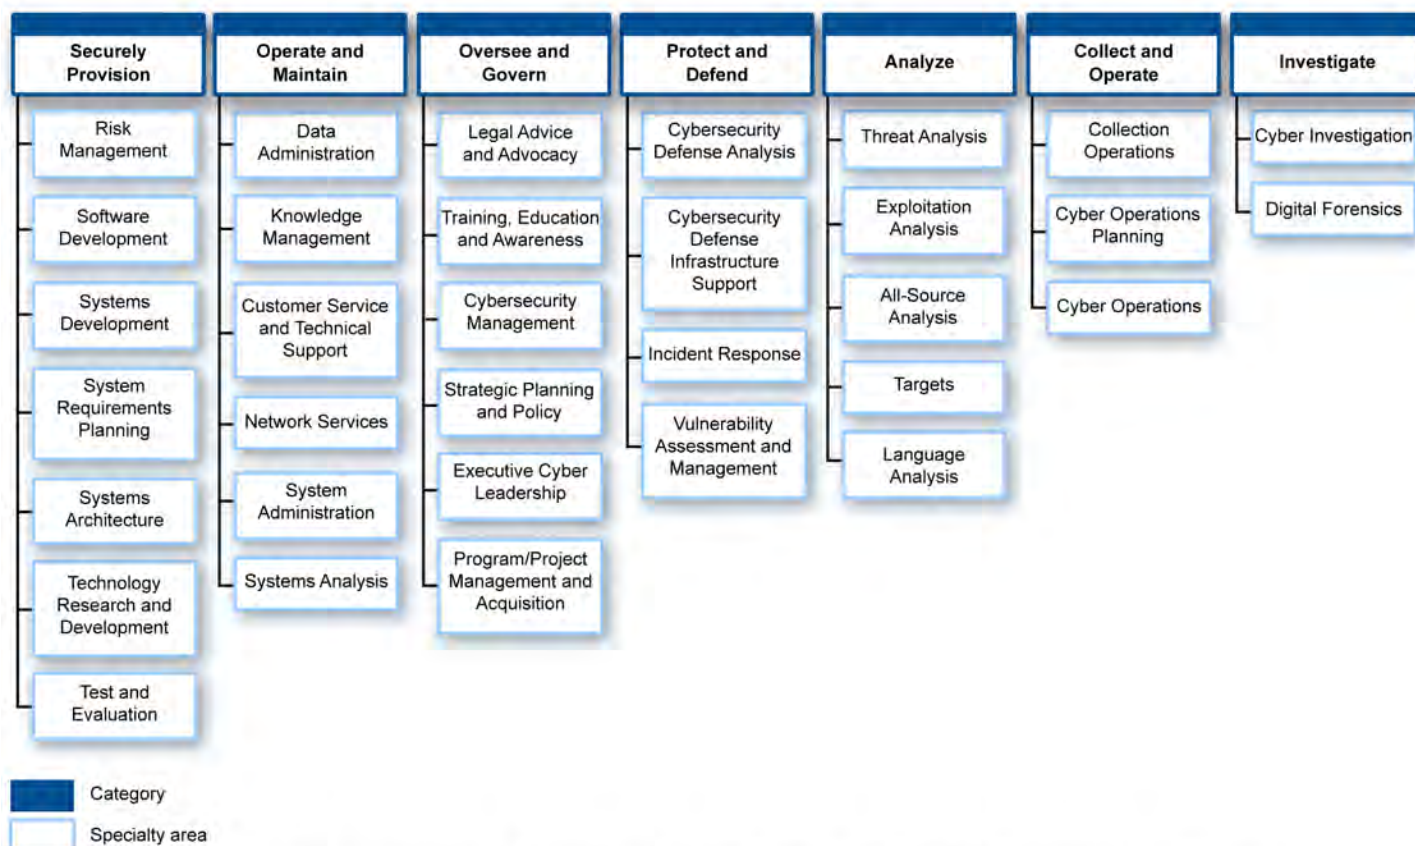 Securely
Provision
Risk
Management
Software
Development
Systems
Development
System
Requirements
Planning
Systems
Architecture
Technology
Research and
Development
Test and
Evaluation
Operate and
Maintain
Data
Administration
Knowledge
Management
Customer Service
and Technical
Support
Network Services
System
Administration
Systems Analysis
Oversee and
Govern
Legal Advice
and Advocacy
Training, Education
and Awareness
Cybersecurity
Management
Strategic Planning
and Policy
Executive Cyber
Leadership
Program/Project
Management and
Acquisition
Protect and
Defend
Cybersecurity
Defense Analysis
Cybersecurity
Defense
Infrastructure
Support
Incident Response
Vulnerability
Assessment and
Management
Analyze
Threat Analysis
Exploitation
Analysis
All-Source
Analysis
Targets
Language
Analysis
Collect and
Operate
Collection
Operations
Cyber Operations
Planning
Cyber Operations
Investigate
Cyber Investigation
Digital Forensics
Category
Specialty area